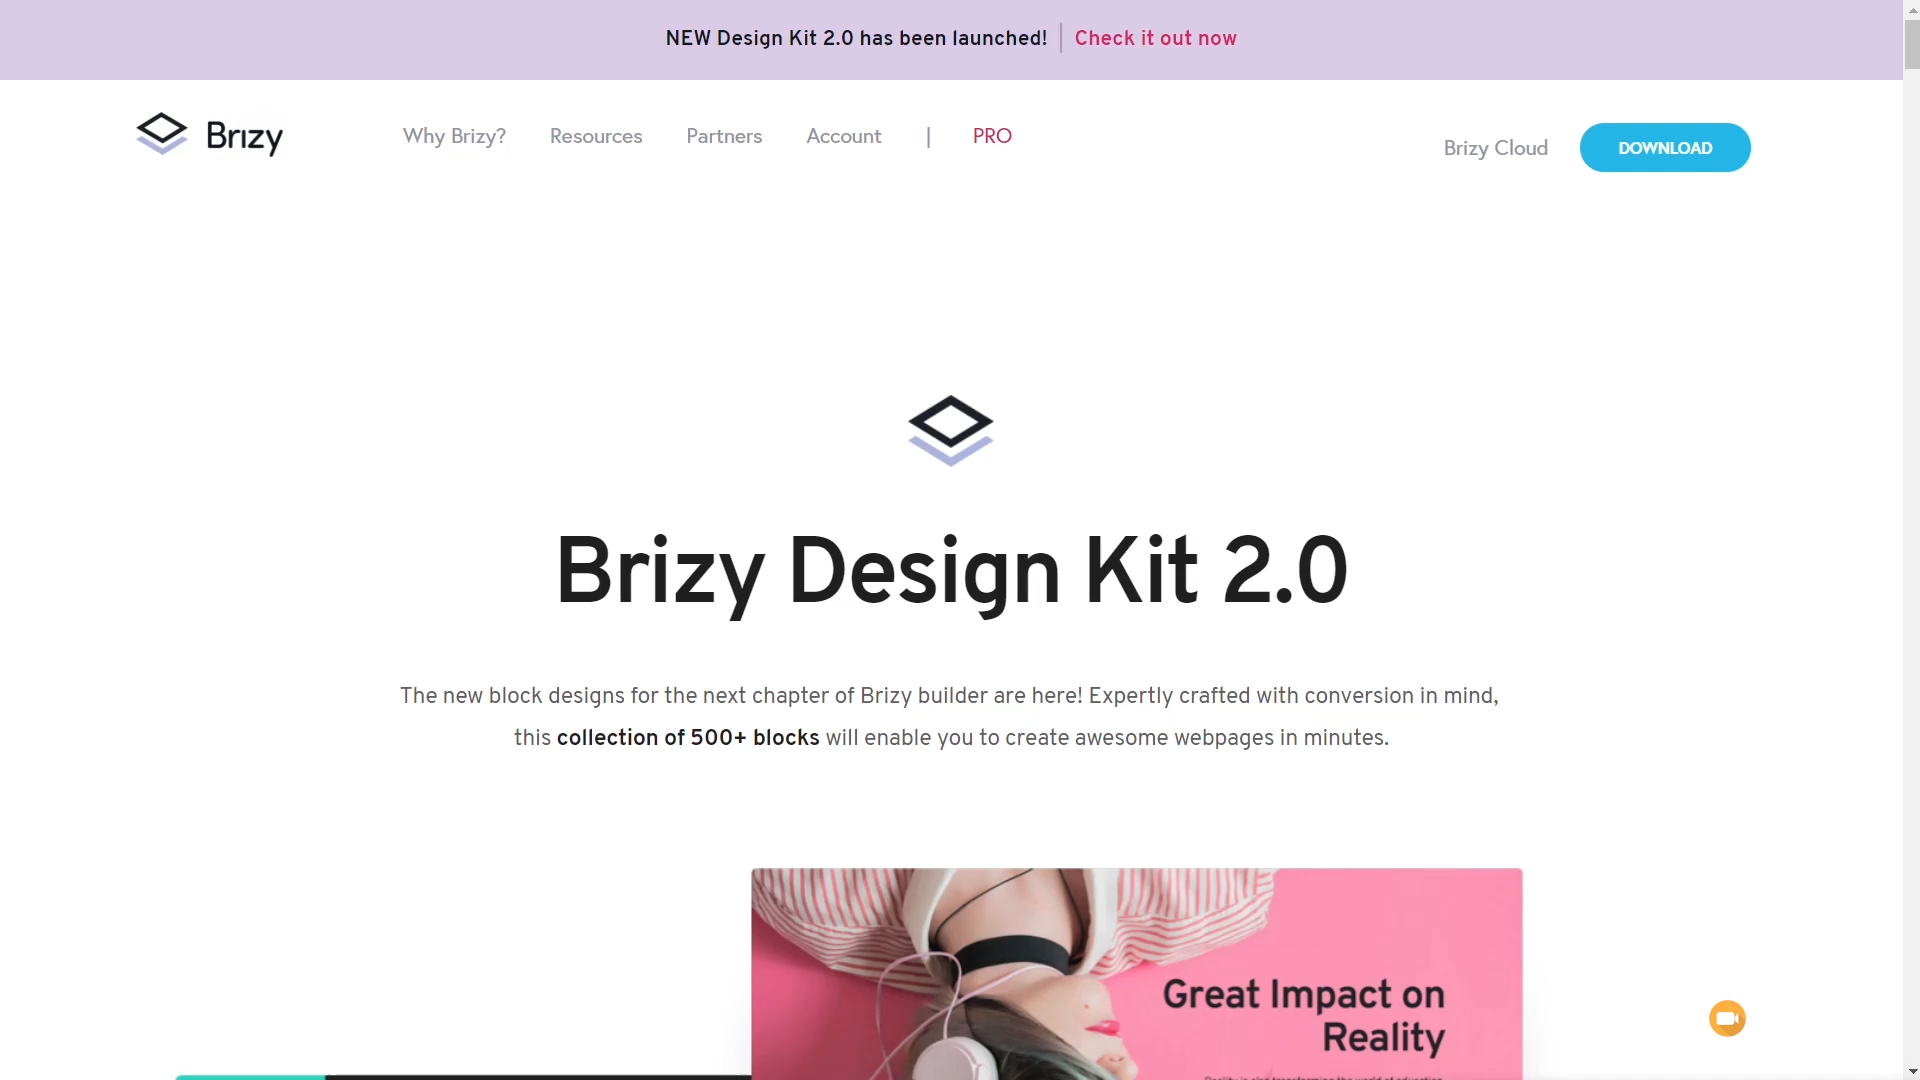 NEW Design Kit 2.0 has been launched! | Check it out now
Brizy
Why Brizy? Resources Partners Account | PRO
Brizy Cloud DOWNLOAD
Brizy Design Kit 2.0
The new block designs for the next chapter of Brizy builder are here! Expertly crafted with conversion in mind,
this collection of 500+ blocks will enable you to create awesome webpages in minutes.
Great Impact on
Reality